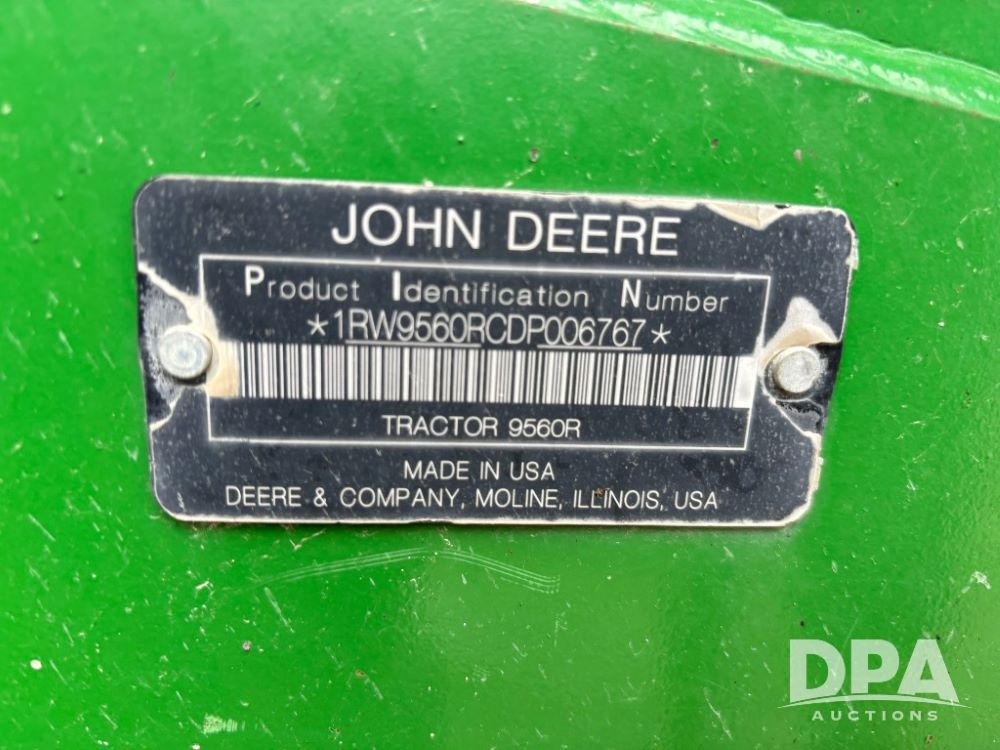 JOHN DEERE
Product Identification Number
*1RW9560RCDP006767*
TRACTOR 9560R
MADE IN USA
DEERE & COMPANY, MOLINE, ILLINOIS, USA
DPA
AUCTIONS